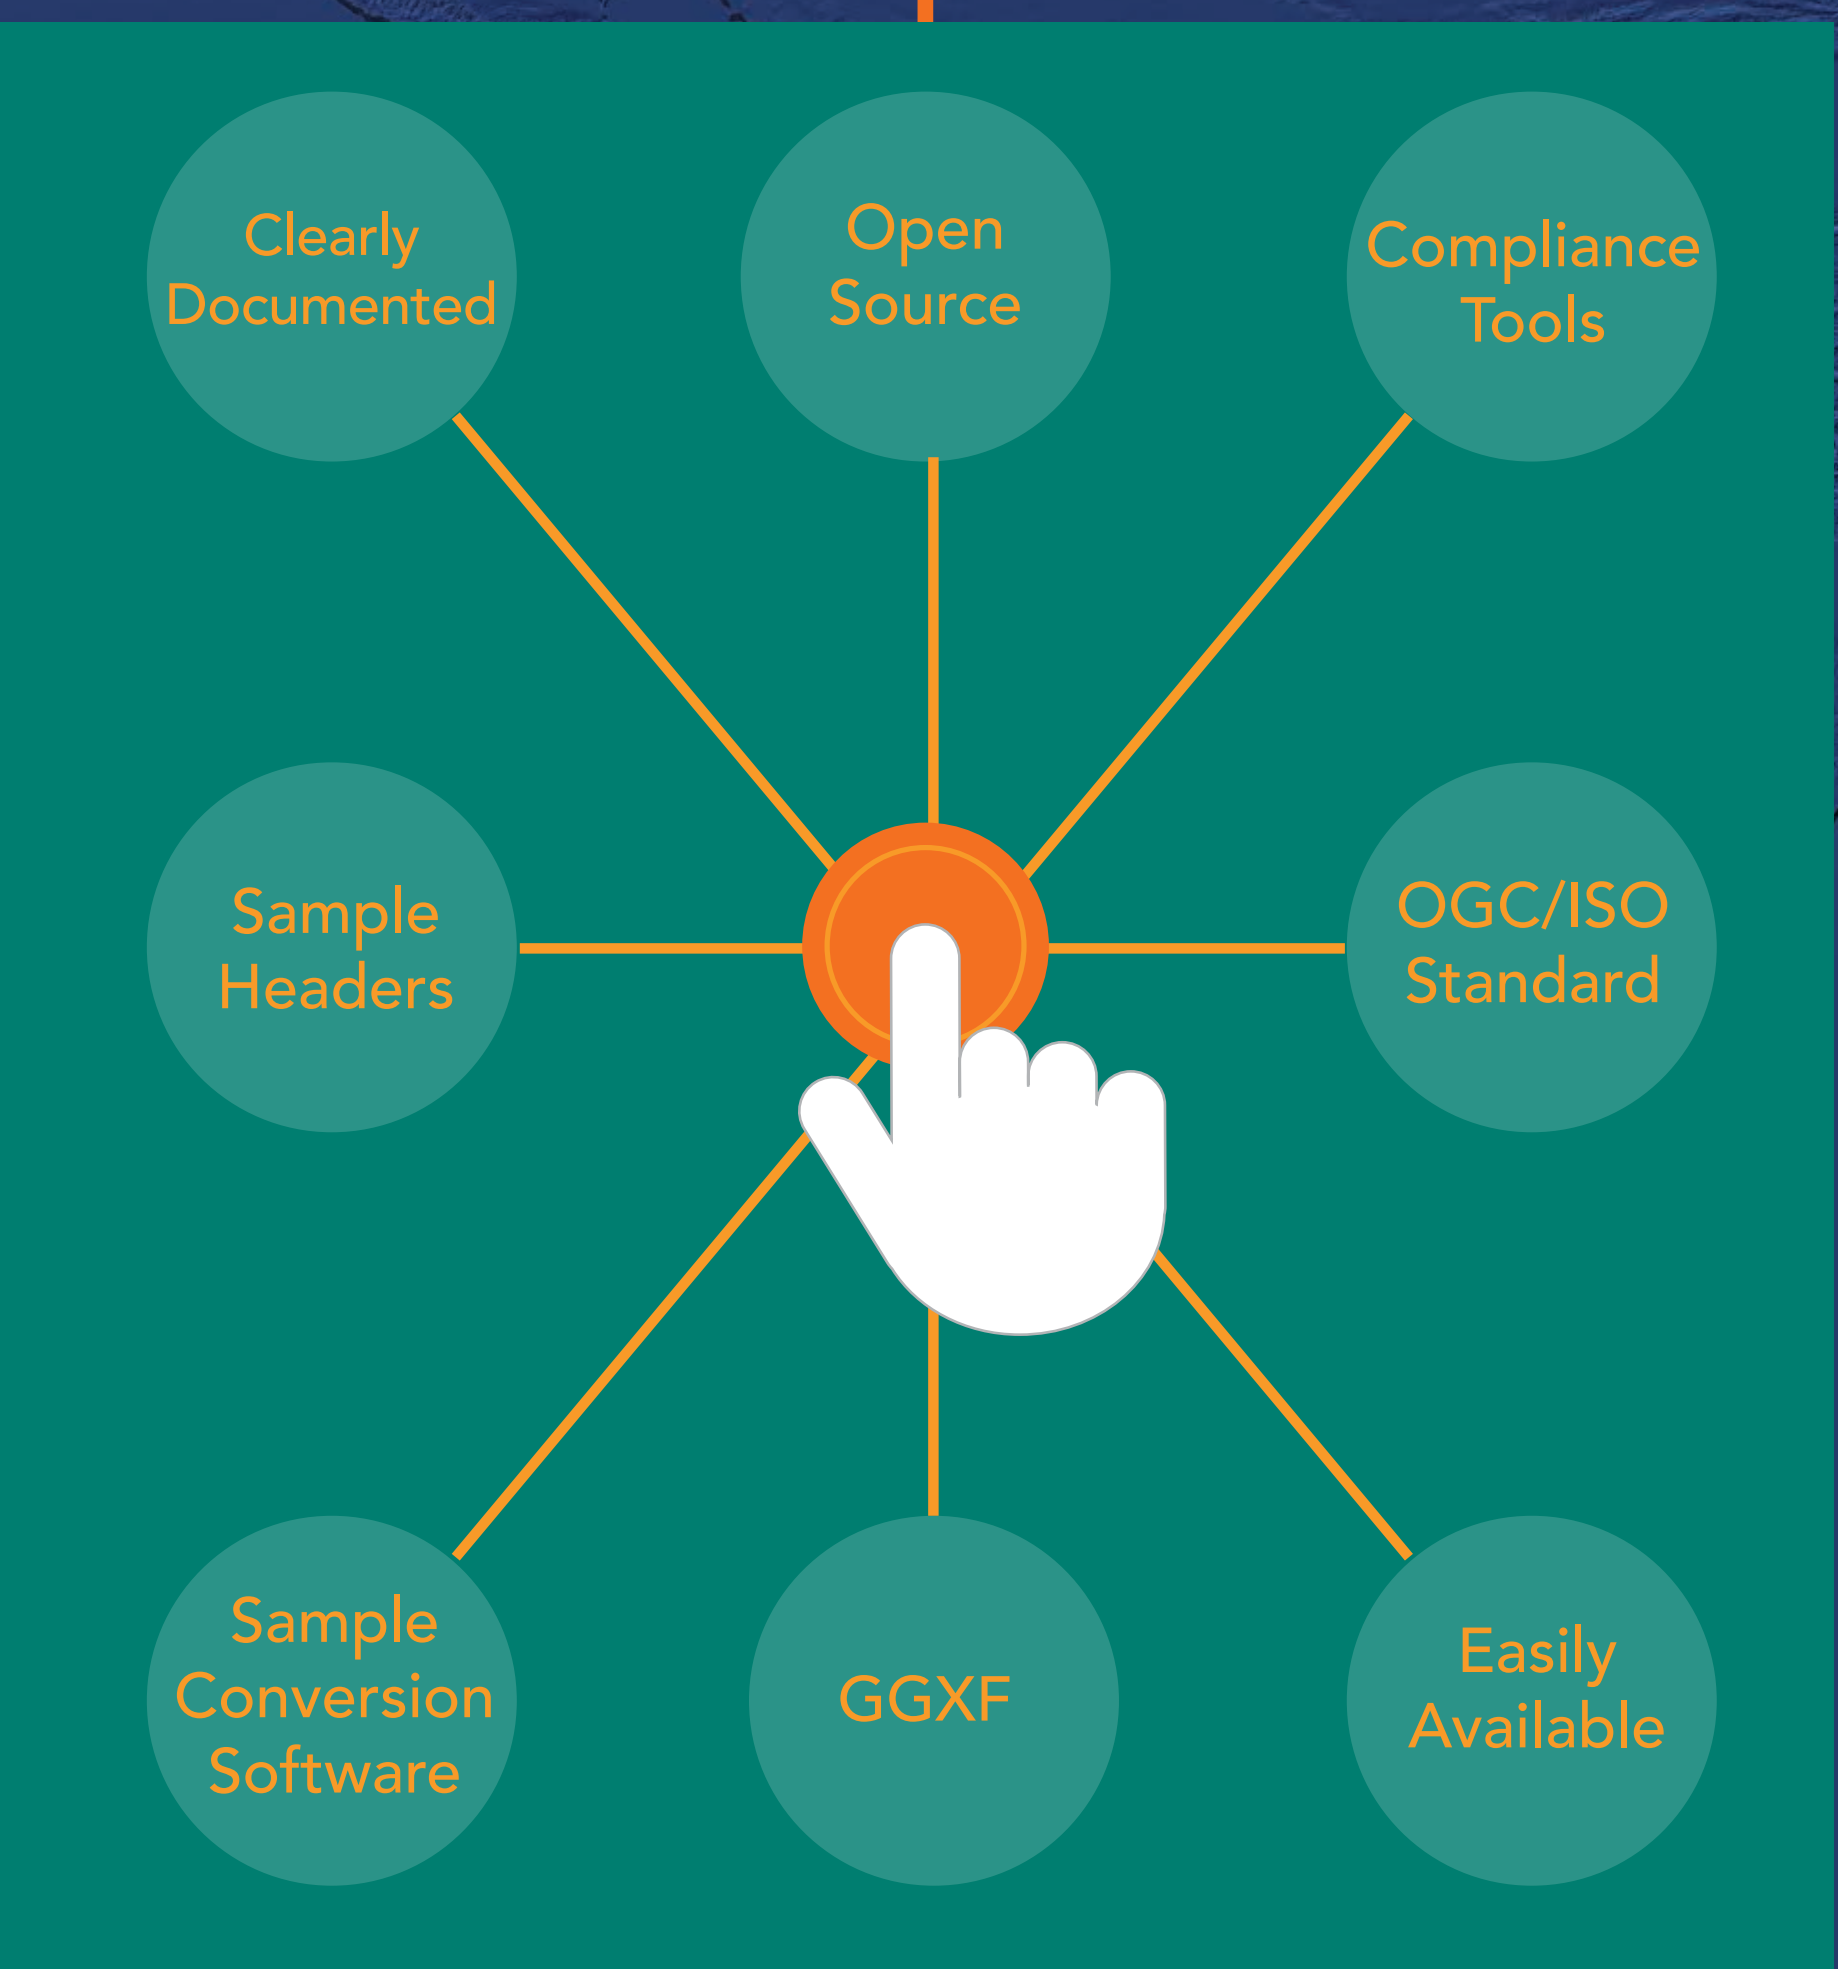 Clearly
Documented
Open
Source
Compliance
Tools
Sample
Headers
OGC/ISO
Standard
Sample
Conversion
Software
GGXF
Easily
Available